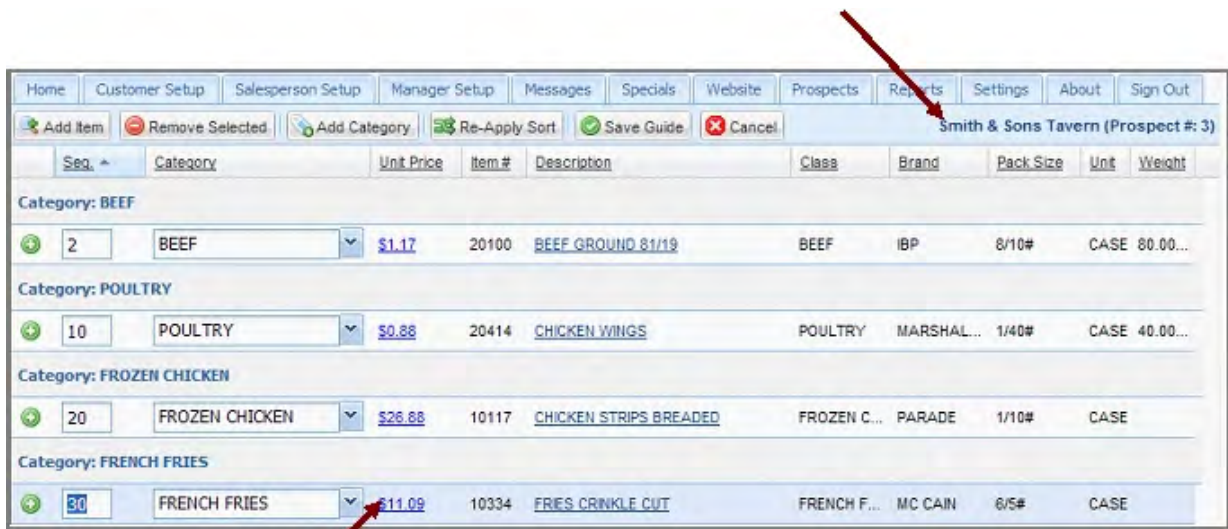 Home Customer Setup Salesperson Setup Manager Setup Messages Specials Website Prospects Reports Settings About Sign Out
Add Item Remove Selected Add Category Re-Apply Sort Save Guide Cancel Smith & Sons Tavern (Prospect #: 3)
Seq. Category Unit Price Item # Description Class Brand Pack Size Unit Weight
Category: BEEF
2 BEEF $1.17 20100 BEEF GROUND 81/19 BEEF IBP 8/10# CASE 80.00...
Category: POULTRY
10 POULTRY $0.88 20414 CHICKEN WINGS POULTRY MARSHAL... 1/40# CASE 40.00...
Category: FROZEN CHICKEN
20 FROZEN CHICKEN $26.88 10117 CHICKEN STRIPS BREADED FROZEN C... PARADE 1/10# CASE
Category: FRENCH FRIES
30 FRENCH FRIES $11.09 10334 FRIES CRINKLE CUT FRENCH F... MC CAIN 6/5# CASE